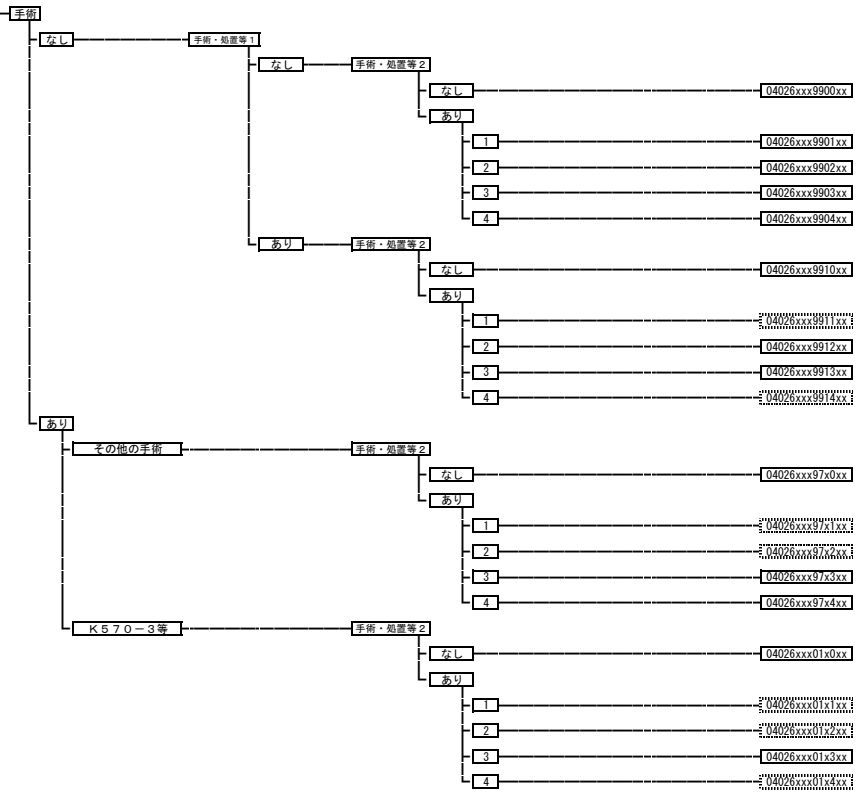 手術
なし 手術・処置等1
なし 手術・処置等2
なし 04026xxx9900xx
あり
1 04026xxx9901xx
2 04026xxx9902xx
3 04026xxx9903xx
4 04026xxx9904xx
あり 手術・処置等2
なし 04026xxx9910xx
あり
1 04026xxx9911xx
2 04026xxx9912xx
3 04026xxx9913xx
4 04026xxx9914xx
あり
その他の手術 手術・処置等2
なし 04026xxx97x0xx
あり
1 04026xxx97x1xx
2 04026xxx97x2xx
3 04026xxx97x3xx
4 04026xxx97x4xx
K570-3等 手術・処置等2
なし 04026xxx01x0xx
あり
1 04026xxx01x1xx
2 04026xxx01x2xx
3 04026xxx01x3xx
4 04026xxx01x4xx